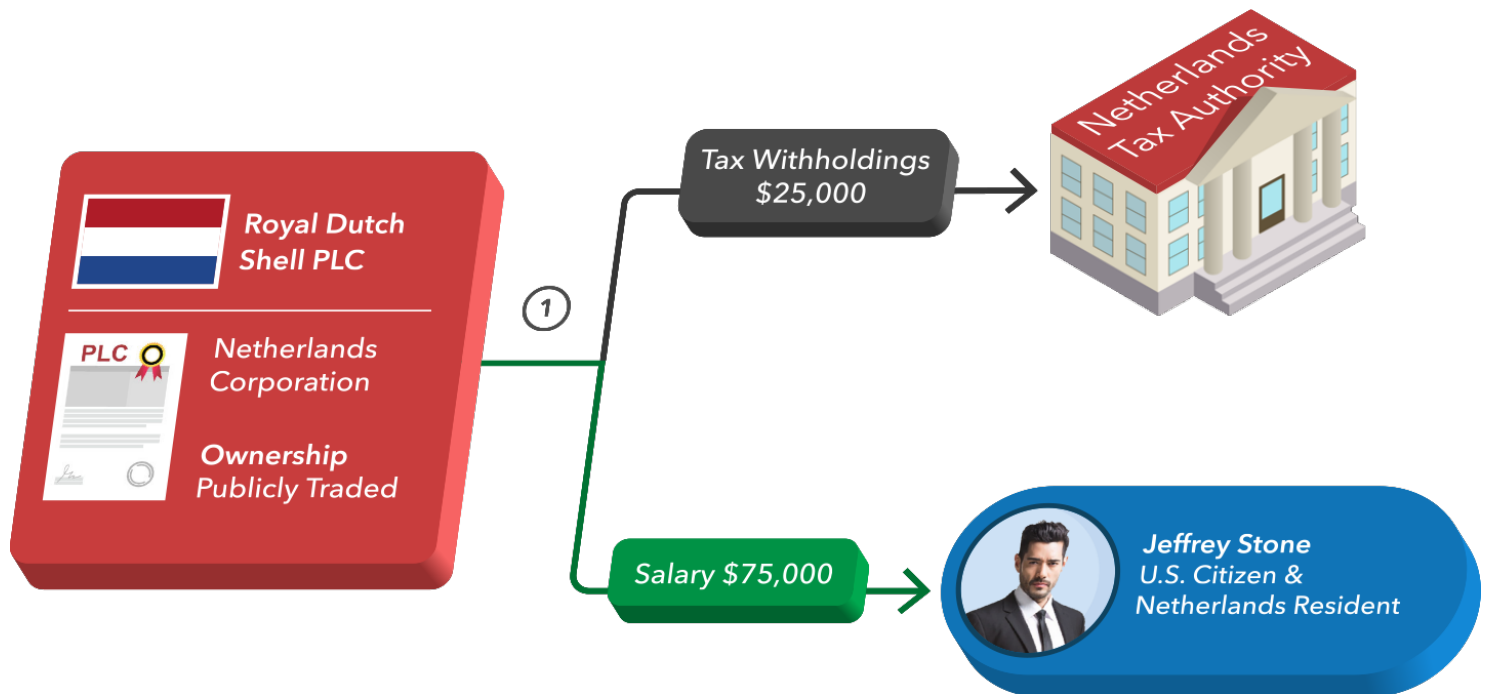 Royal Dutch
Shell PLC
PLC
Netherlands
Corporation
Ownership
Publicly Traded
1
Tax Withholdings
$25,000
Netherlands
Tax Authority
Salary $75,000
Jeffrey Stone
U.S. Citizen &
Netherlands Resident